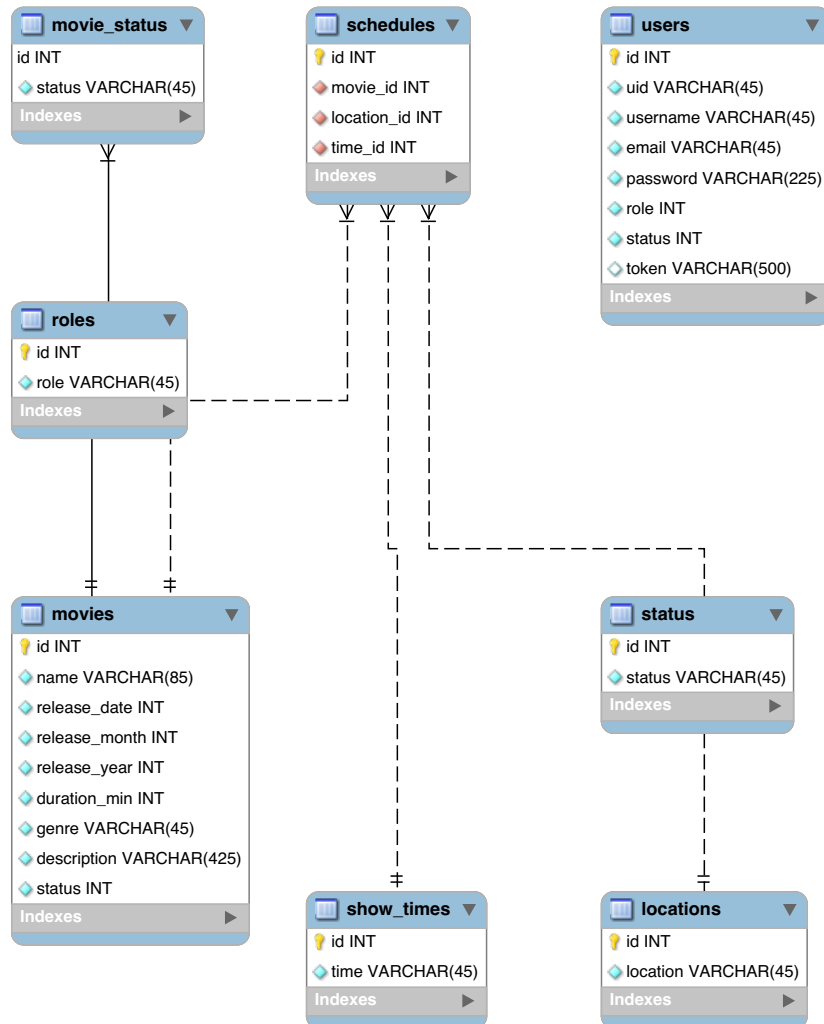 movie_status
id INT
status VARCHAR(45)
Indexes
schedules
id INT
movie_id INT
location_id INT
time_id INT
Indexes
users
id INT
uid VARCHAR(45)
username VARCHAR(45)
email VARCHAR(45)
password VARCHAR(225)
role INT
status INT
token VARCHAR(500)
Indexes
roles
id INT
role VARCHAR(45)
Indexes
movies
id INT
name VARCHAR(85)
release_date INT
release_month INT
release_year INT
duration_min INT
genre VARCHAR(45)
description VARCHAR(425)
status INT
Indexes
status
id INT
status VARCHAR(45)
Indexes
show_times
id INT
time VARCHAR(45)
Indexes
locations
id INT
location VARCHAR(45)
Indexes